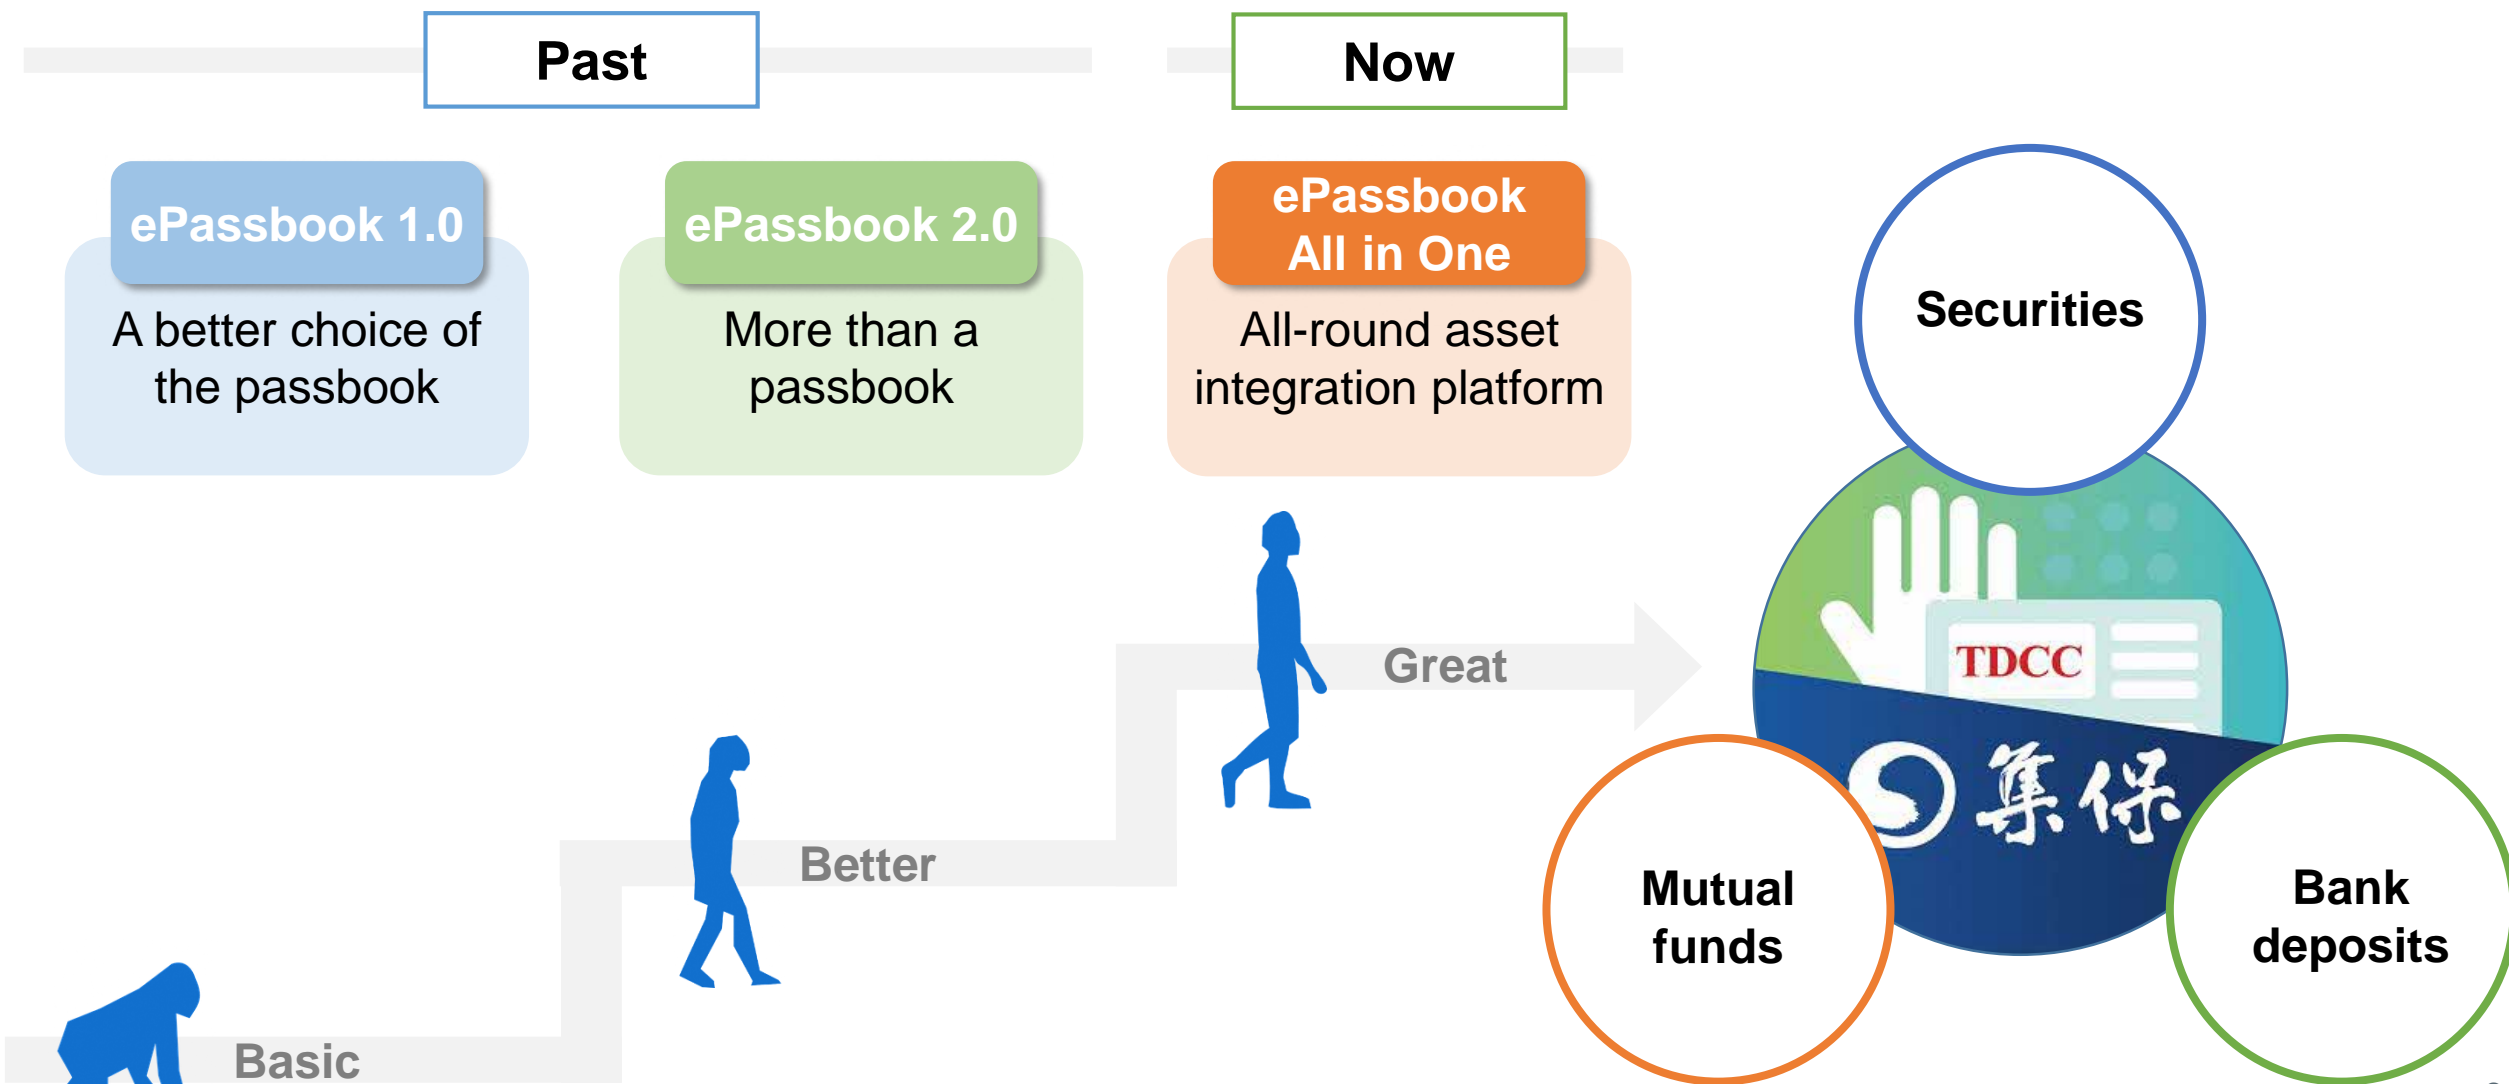 Past
Now
ePassbook 1.0
A better choice of
the passbook
ePassbook 2.0
More than a
passbook
ePassbook
All in One
All-round asset
integration platform
Securities
TDCC
集保
Great
Better
Basic
Mutual
funds
Bank
deposits